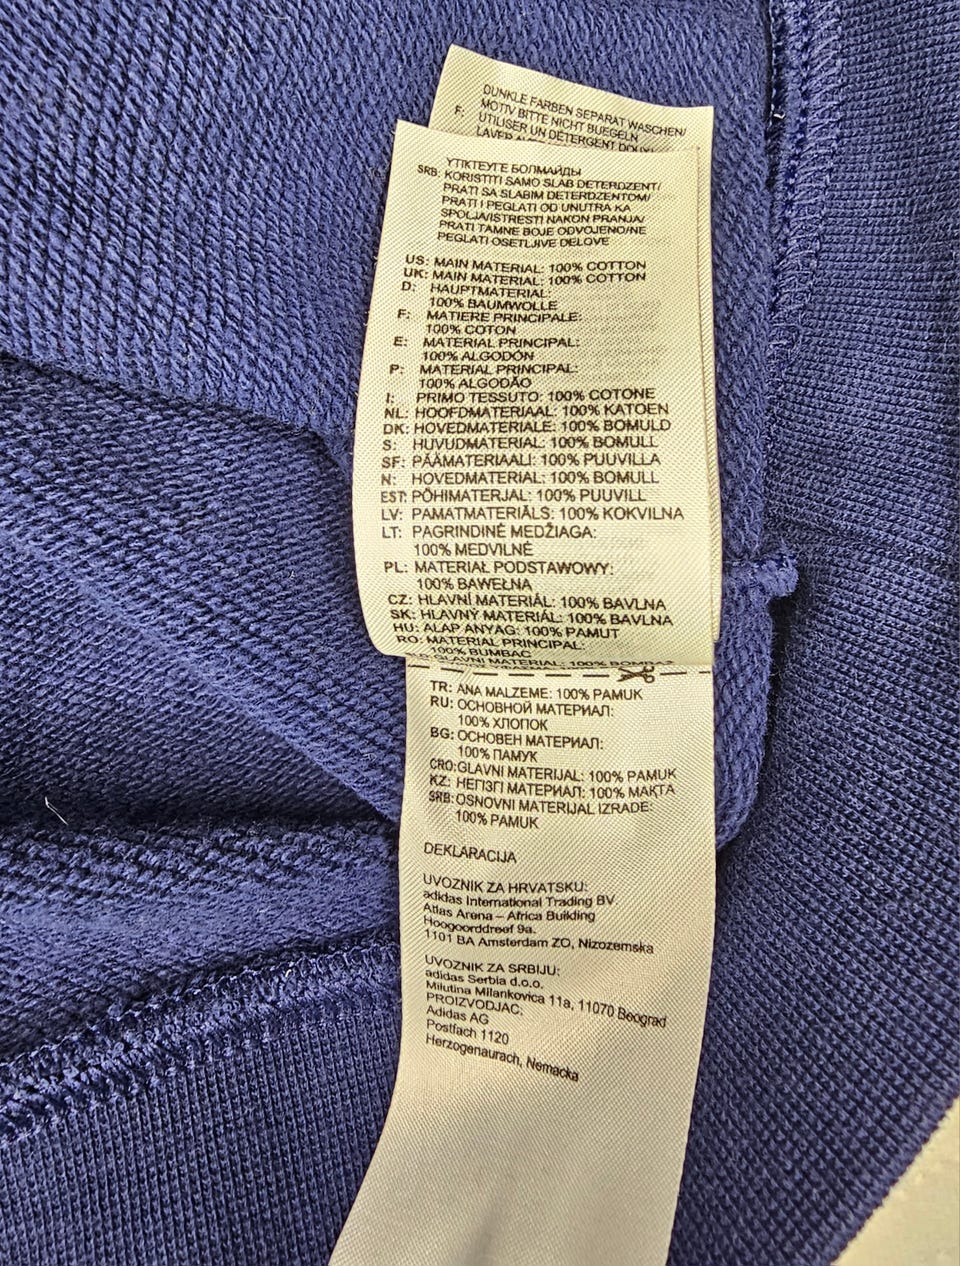 DUNKLE FARBEN SEPARAT WASCHEN/
MOTIV BITTE NICHT BUEGELN
F: UTILISER UN DETERGENT DOUX/
YTIKTEYTE БОЛМАЙДЫ
SRB: KORISTITI SAMO SLAB DETERDZENT/
PRATI SA SLABIM DETERDZENTOM/
PRATI I PEGLATI OD UNUTRA KA
SPOLJA/ISTRESTI NAKON PRANJA/
PRATI TAMNE BOJE ODVOJENO/NE
PEGLATI OSETLJIVE DELOVE
US: MAIN MATERIAL: 100% COTTON
UK: MAIN MATERIAL: 100% COTTON
D: HAUPTMATERIAL:
100% BAUMWOLLE
F: MATIERE PRINCIPALE:
100% COTON
E: MATERIAL PRINCIPAL:
100% ALGODÓN
P: MATERIAL PRINCIPAL:
100% ALGODÃO
I: PRIMO TESSUTO: 100% COTONE
NL: HOOFDMATERIAAL: 100% KATOEN
DK: HOVEDMATERIALE: 100% BOMULD
S: HUVUDMATERIAL: 100% BOMULL
SF: PÄÄMATERIAALI: 100% PUUVILLA
N: HOVEDMATERIAL: 100% BOMULL
EST: PÕHIMATERJAL: 100% PUUVILL
LV: PAMATMATERIĀLS: 100% KOKVILNA
LT: PAGRINDINĖ MEDŽIAGA:
100% MEDVILNĖ
PL: MATERIAŁ PODSTAWOWY:
100% BAWEŁNA
CZ: HLAVNÍ MATERIÁL: 100% BAVLNA
SK: HLAVNÝ MATERIÁL: 100% BAVLNA
HU: ALAP ANYAG: 100% PAMUT
RO: MATERIAL PRINCIPAL:
100% BUMBAC
GLAVNI MATERIAL: 100% BOMBAŽ
TR: ANA MALZEME: 100% PAMUK
RU: ОСНОВНОЙ МАТЕРИАЛ:
100% ХЛОПОК
BG: ОСНОВЕН МАТЕРИАЛ:
100% ПАМУК
CRO: GLAVNI MATERIJAL: 100% PAMUK
KZ: НЕГІЗГІ МАТЕРИАЛ: 100% МАҚТА
SRB: OSNOVNI MATERIJAL IZRADE:
100% PAMUK
DEKLARACIJA
UVOZNIK ZA HRVATSKU:
adidas International Trading BV
Atlas Arena – Africa Building
Hoogoorddreef 9a.
1101 BA Amsterdam ZO, Nizozemska
UVOZNIK ZA SRBIJU:
adidas Serbia d.o.o.
Milutina Milankovica 11a, 11070 Beograd
PROIZVODJAC:
Adidas AG
Postfach 1120
Herzogenaurach, Nemacka